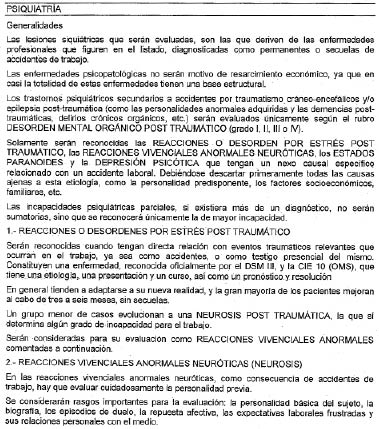 PSIQUIATRÍA
Generalidades
Las lesiones siquiátricas que serán evaluadas, son las que deriven de las enfermedades
profesionales que figuren en el listado, diagnosticadas como permanentes o secuelas de
accidentes de trabajo.
Las enfermedades psicopatológicas no serán motivo de resarcimiento económico, ya que en
casi la totalidad de estas enfermedades tienen una base estructural.
Los trastornos psiquiátricos secundarios a accidentes por traumatismo cráneo-encefálicos y/o
epilepsia post-traumática (como las personalidades anormales adquiridas y las demencias post-
traumáticas, delirios crónicos orgánicos, etc.) serán evaluados únicamente según el rubro
DESORDEN MENTAL ORGÁNICO POST TRAUMATICO (grado I, II, III o IV).
Solamente serán reconocidas las REACCIONES O DESORDEN POR ESTRÉS POST
TRAUMÁTICO, las REACCIONES VIVENCIALES ANORMALES NEURÓTICAS, los ESTADOS
PARANOIDES y la DEPRESIÓN PSICÓTICA que tengan un nexo causal específico
relacionado con un accidente laboral. Debiéndose descartar primeramente todas las causas
ajenas a esta etiología, como la personalidad predisponente, los factores socioeconómicos,
familiares, etc.
Las incapacidades psiquiátricas parciales, si existiera más de un diagnóstico, no serán
sumatorias, sino que se reconocerá únicamente la de mayor incapacidad.
1.- REACCIONES O DESORDENES POR ESTRÉS POST TRAUMÁTICO
Serán reconocidas cuando tengan directa relación con eventos traumáticos relevantes que
ocurran en el trabajo, ya sea como accidentes, o como testigo presencial del mismo.
Constituyen una enfermedad, reconocida oficialmente por el DSM III, y la CIE 10 (OMS), que
tiene una etiología, una presentación y un curso, así como un pronóstico y resolución
En general tienden a adaptarse a su nueva realidad, y la gran mayoría de los pacientes mejoran
al cabo de tres a seis meses, sin secuelas.
Un grupo menor de casos evolucionan a una NEUROSIS POST TRAUMÁTICA, la que sí
determina algún grado de incapacidad para el trabajo.
Serán consideradas para su evaluación como REACCIONES VIVENCIALES ANORMALES
comentadas a continuación.
2.- REACCIONES VIVENCIALES ANORMALES NEURÓTICAS (NEUROSIS)
En las reacciones vivenciales anormales neuróticas, como consecuencia de accidentes de
trabajo, hay que evaluar cuidadosamente la personalidad previa.
Se considerarán rasgos importantes para la evaluación: la personalidad básica del sujeto, la
biografía, los episodios de duelo, la repuesta afectiva, las expectativas laborales frustradas y
sus relaciones personales con el medio.